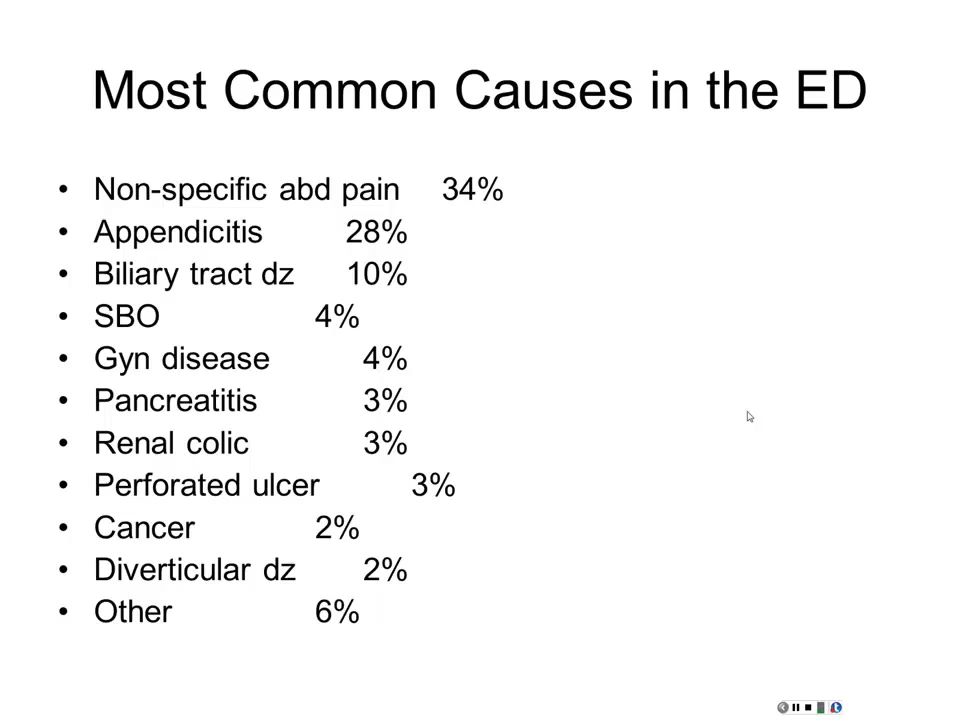 Most Common Causes in the ED
• Non-specific abd pain 34%
• Appendicitis 28%
• Biliary tract dz 10%
• SBO 4%
• Gyn disease 4%
• Pancreatitis 3%
• Renal colic 3%
• Perforated ulcer 3%
• Cancer 2%
• Diverticular dz 2%
• Other 6%